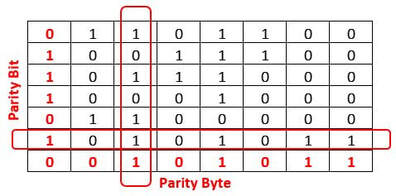 0 1 1 0 1 1 0 0
1 0 0 1 1 1 0 0
1 0 1 1 1 0 0 0
1 0 0 0 1 0 0 0
0 1 1 0 0 0 0 0
1 0 1 0 1 0 1 1
0 0 1 0 1 0 1 1
Parity Bit
Parity Byte